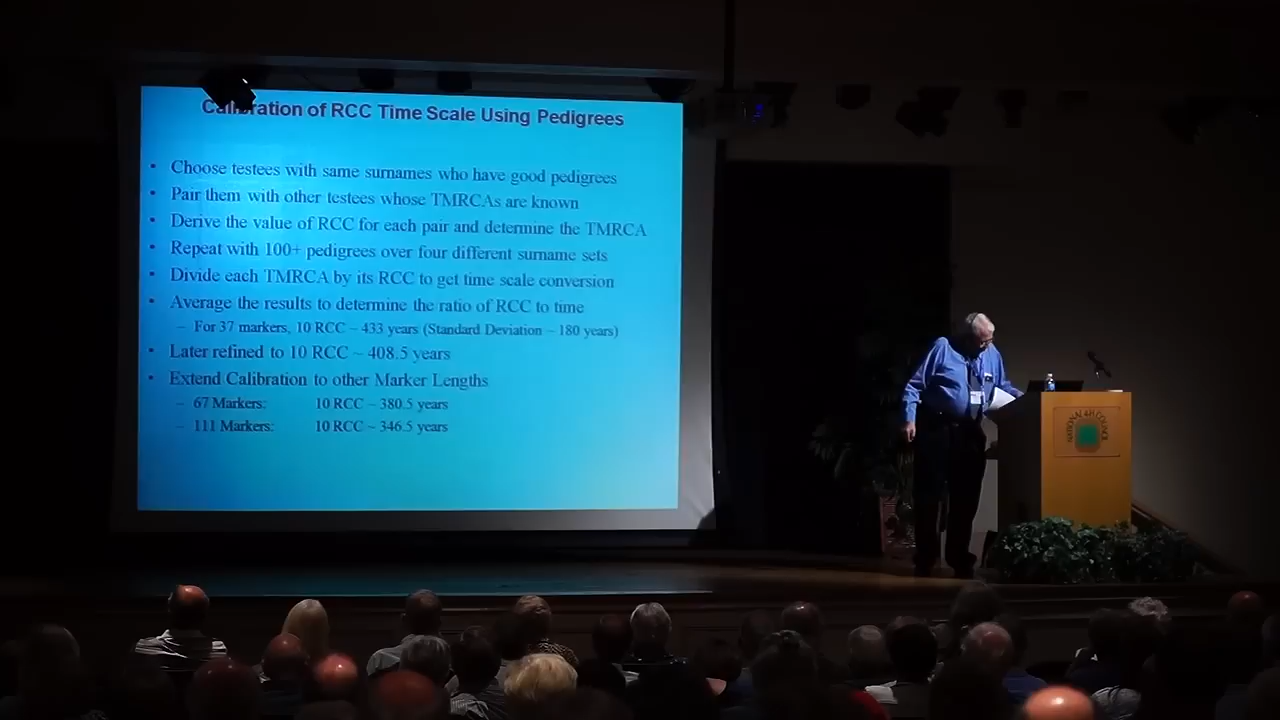 Calibration of RCC Time Scale Using Pedigrees
• Choose testees with same surnames who have good pedigrees
• Pair them with other testees whose TMRCAs are known
• Derive the value of RCC for each pair and determine the TMRCA
• Repeat with 100+ pedigrees over four different surname sets
• Divide each TMRCA by its RCC to get time scale conversion
• Average the results to determine the ratio of RCC to time
– For 37 markers, 10 RCC ~ 433 years (Standard Deviation ~ 180 years)
• Later refined to 10 RCC ~ 408.5 years
• Extend Calibration to other Marker Lengths
– 67 Markers: 10 RCC ~ 380.5 years
– 111 Markers: 10 RCC ~ 346.5 years
NATIONAL 4-H COUNCIL